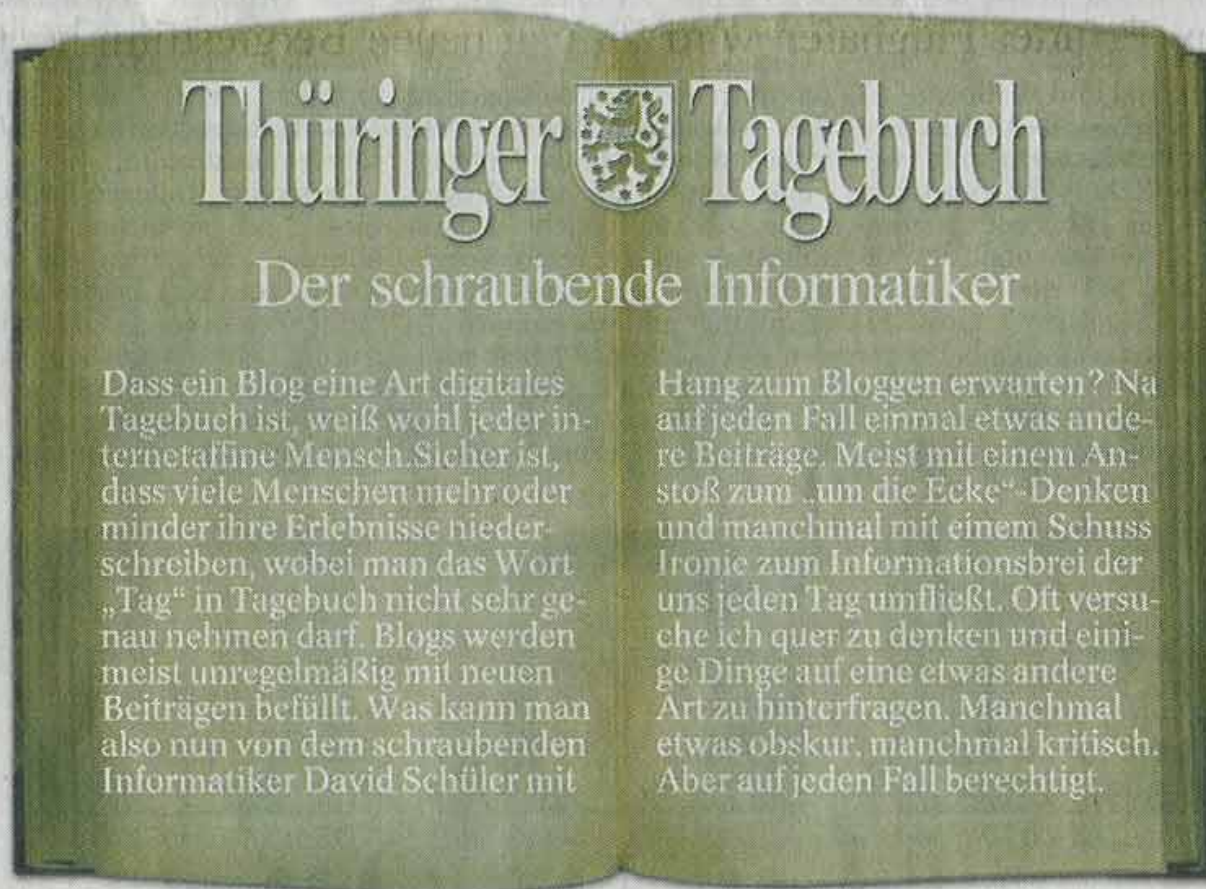 Thüringer Tagebuch
Der schraubende Informatiker
Dass ein Blog eine Art digitales
Tagebuch ist, weiß wohl jeder in-
ternetaffine Mensch.Sicher ist,
dass viele Menschen mehr oder
minder ihre Erlebnisse nieder-
schreiben, wobei man das Wort
„Tag“ in Tagebuch nicht sehr ge-
nau nehmen darf. Blogs werden
meist unregelmäßig mit neuen
Beiträgen befüllt. Was kann man
also nun von dem schraubenden
Informatiker David Schüler mit
Hang zum Bloggen erwarten? Na
auf jeden Fall einmal etwas ande-
re Beiträge. Meist mit einem An-
stoß zum „um die Ecke“-Denken
und manchmal mit einem Schuss
Ironie zum Informationsbrei der
uns jeden Tag umfließt. Oft versu-
che ich quer zu denken und eini-
ge Dinge auf eine etwas andere
Art zu hinterfragen. Manchmal
etwas obskur, manchmal kritisch.
Aber auf jeden Fall berechtigt.